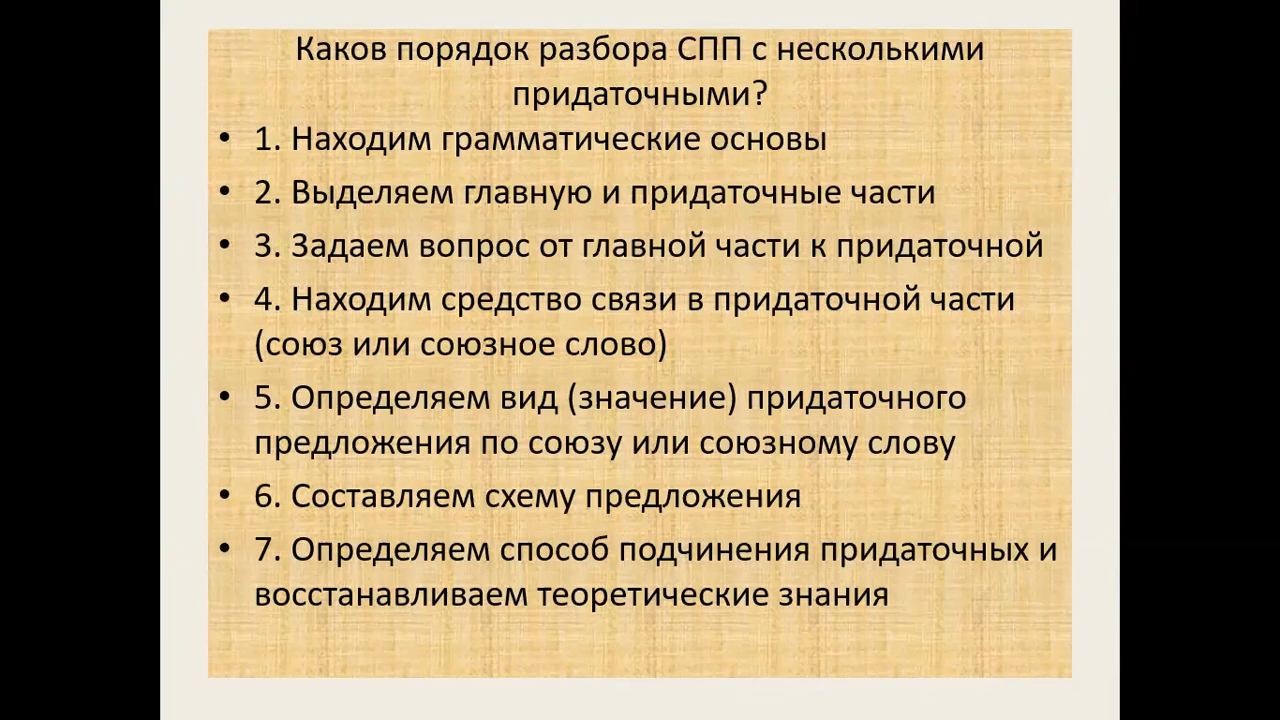 Каков порядок разбора СПП с несколькими
придаточными?
• 1. Находим грамматические основы
• 2. Выделяем главную и придаточные части
• 3. Задаем вопрос от главной части к придаточной
• 4. Находим средство связи в придаточной части
(союз или союзное слово)
• 5. Определяем вид (значение) придаточного
предложения по союзу или союзному слову
• 6. Составляем схему предложения
• 7. Определяем способ подчинения придаточных и
восстанавливаем теоретические знания